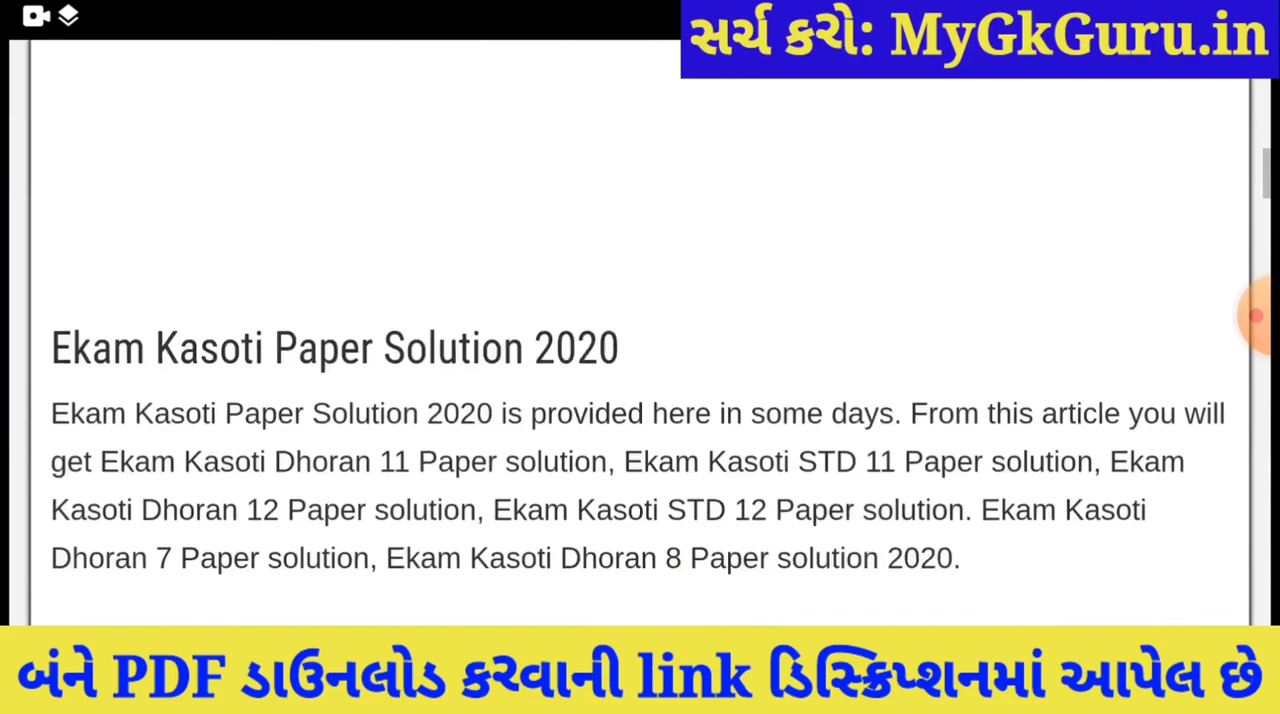 સર્ચ કરો: MyGkGuru.in
Ekam Kasoti Paper Solution 2020
Ekam Kasoti Paper Solution 2020 is provided here in some days. From this article you will
get Ekam Kasoti Dhoran 11 Paper solution, Ekam Kasoti STD 11 Paper solution, Ekam
Kasoti Dhoran 12 Paper solution, Ekam Kasoti STD 12 Paper solution. Ekam Kasoti
Dhoran 7 Paper solution, Ekam Kasoti Dhoran 8 Paper solution 2020.
બંને PDF ડાઉનલોડ કરવાની link ડિસ્ક્રિપ્શનમાં આપેલ છે